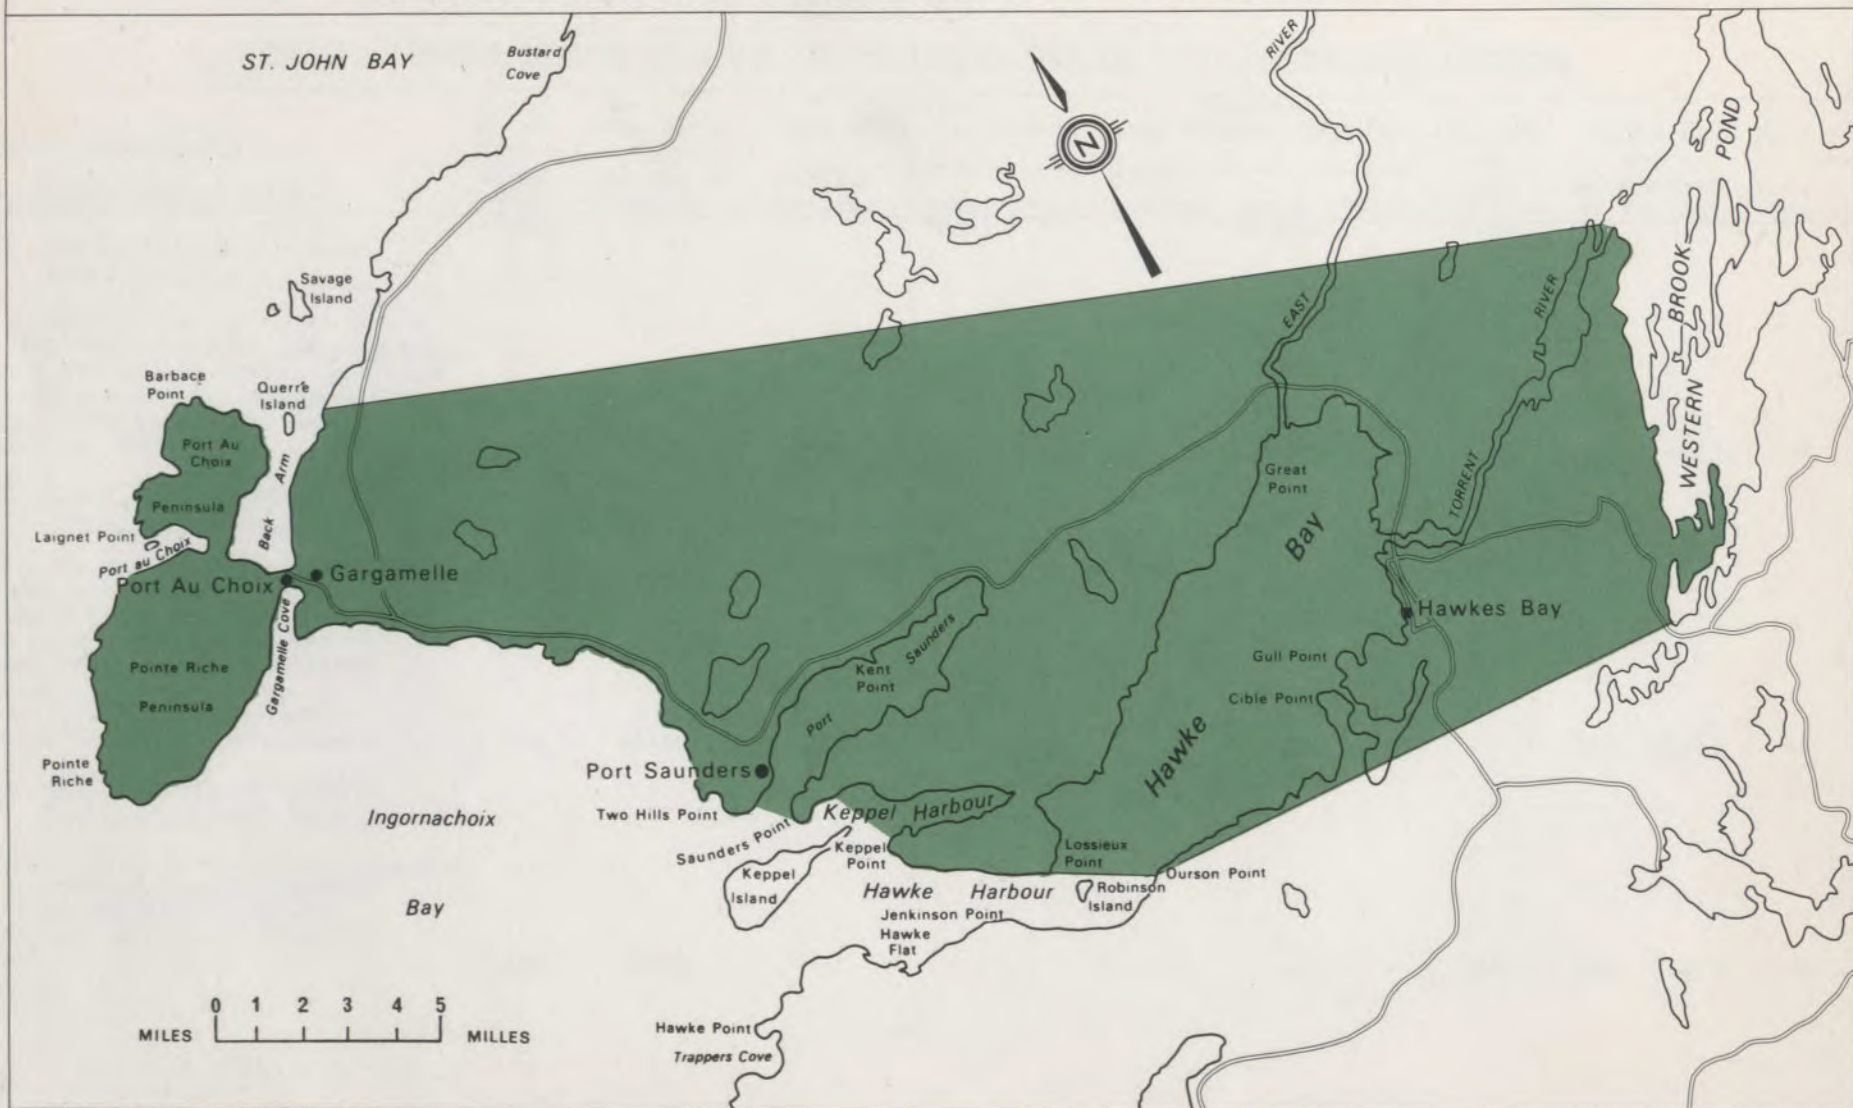 ST. JOHN BAY
Bustard
Cove
RIVER
N
POND
Savage
Island
BROOK
RIVER
EAST
Barbace
Point
Querré
Island
WESTERN
Port Au
Choix
Arm
Great
Point
TORRENT
Peninsula
Back
Bay
Laignet Point
Port au Choix
Port Au Choix
Gargamelle
Hawkes Bay
Gargamelle Cove
Saunders
Kent
Point
Port
Gull Point
Cible Point
Pointe Riche
Peninsula
Hawke
Pointe
Riche
Port Saunders
Two Hills Point
Keppel Harbour
Ingornachoix
Bay
Saunders Point
Keppel
Point
Lossieux
Point
Keppel
Island
Hawke Harbour
Robinson
Island
Ourson Point
Jenkinson Point
Hawke
Flat
0 1 2 3 4 5
MILES MILLES
Hawke Point
Trappers Cove